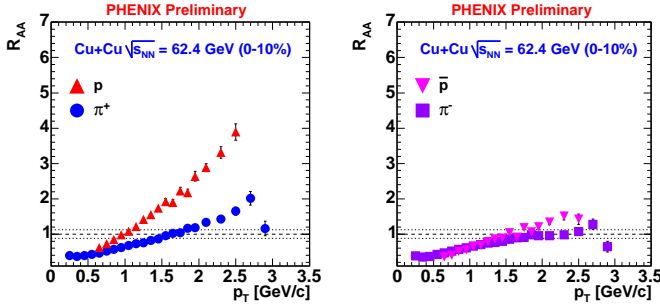 PHENIX Preliminary
R_AA
Cu+Cu √s_NN = 62.4 GeV (0-10%)
p
π⁺
7
6
5
4
3
2
1
0 0.5 1 1.5 2 2.5 3 3.5
p_T [GeV/c]
PHENIX Preliminary
R_AA
Cu+Cu √s_NN = 62.4 GeV (0-10%)
p̅
π⁻
7
6
5
4
3
2
1
0 0.5 1 1.5 2 2.5 3 3.5
p_T [GeV/c]